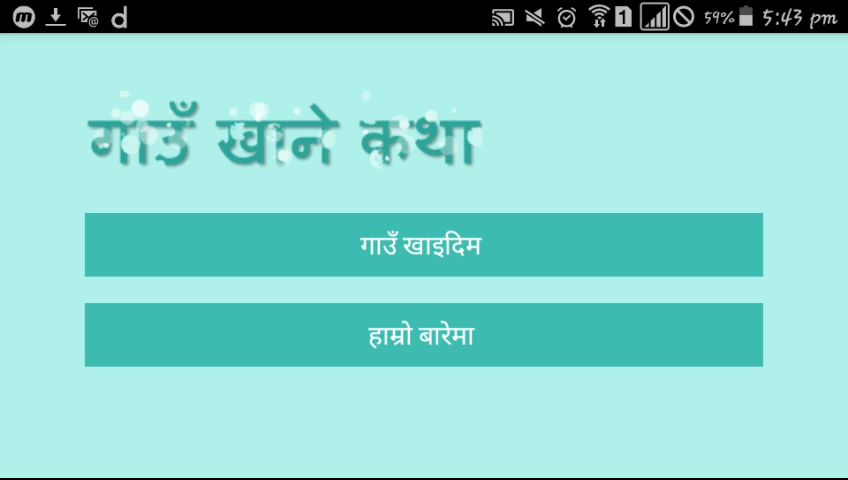 59% 5:43 pm
गाउँ खाने कथा
गाउँ खाइदिम
हाम्रो बारेमा